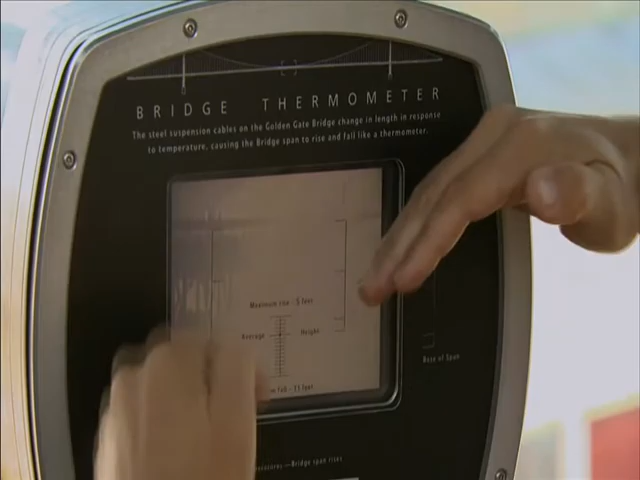 BRIDGE THERMOMETER
The steel suspension cables on the Golden Gate Bridge change in length in response
to temperature, causing the Bridge span to rise and fall like a thermometer.
Maximum rise - 5 feet
Average Height
fall - 11 feet
Base of Span
Bridge span rises